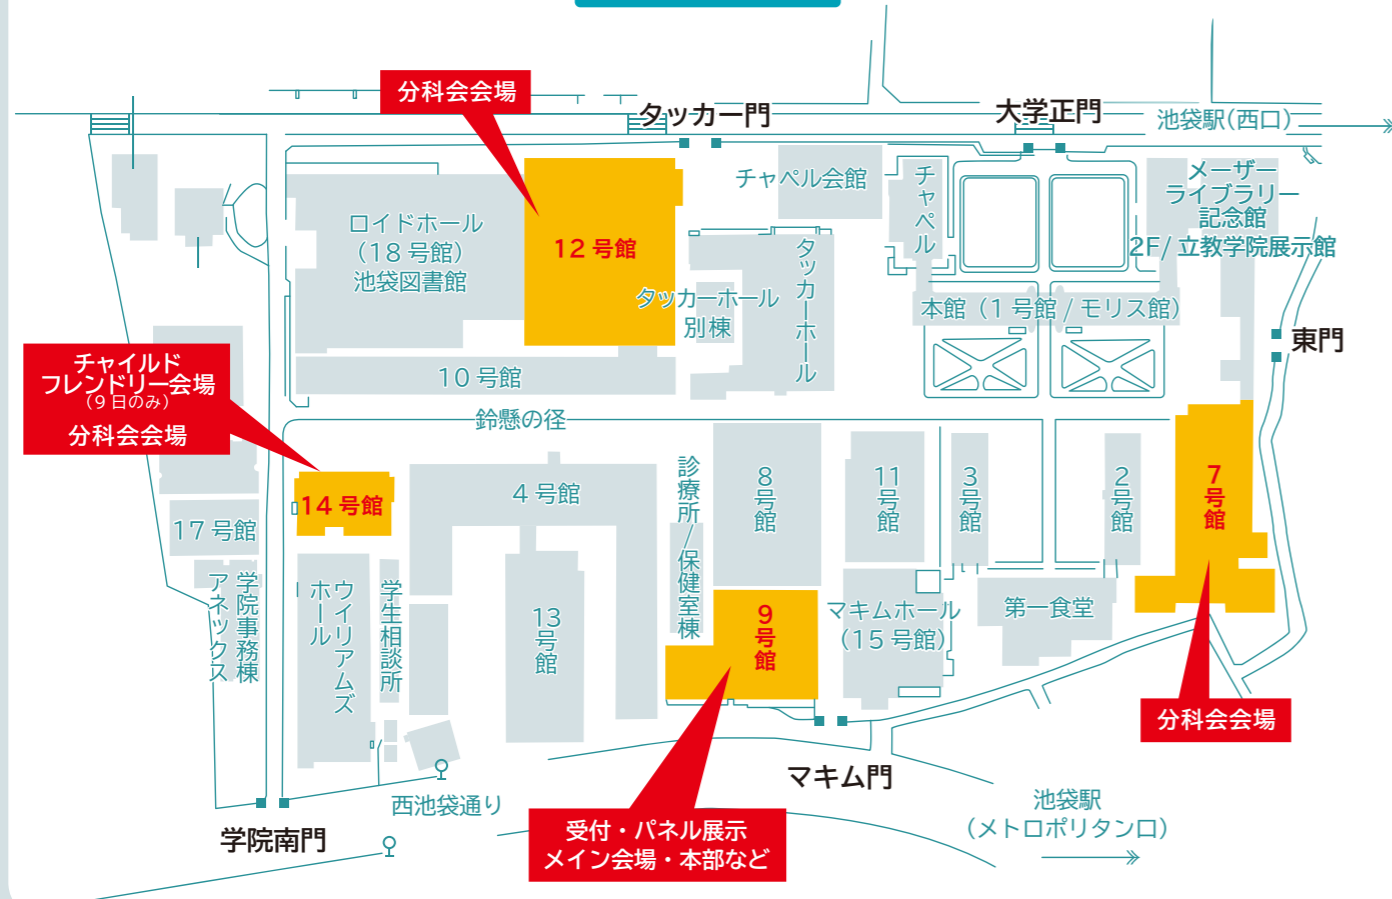 分科会会場
タッカー門
大学正門
池袋駅(西口)
チャペル会館
チャペル
メーザー
ライブラリー
記念館
2F/ 立教学院展示館
ロイドホール
(18 号館)
池袋図書館
12 号館
タッカーホール
別棟
タッカーホール
本館(1 号館 / モリス館)
東門
10 号館
チャイルド
フレンドリー会場
(9 日のみ)
分科会会場
鈴懸の径
14 号館
4 号館
診療所/保健室棟
8号館
11号館
3号館
2号館
7号館
17 号館
学院事務棟
アネックス
ウイリアムズ
ホール
学生相談所
13号館
9号館
マキムホール
(15 号館)
第一食堂
分科会会場
マキム門
西池袋通り
学院南門
受付・パネル展示
メイン会場・本部など
池袋駅
(メトロポリタン口)